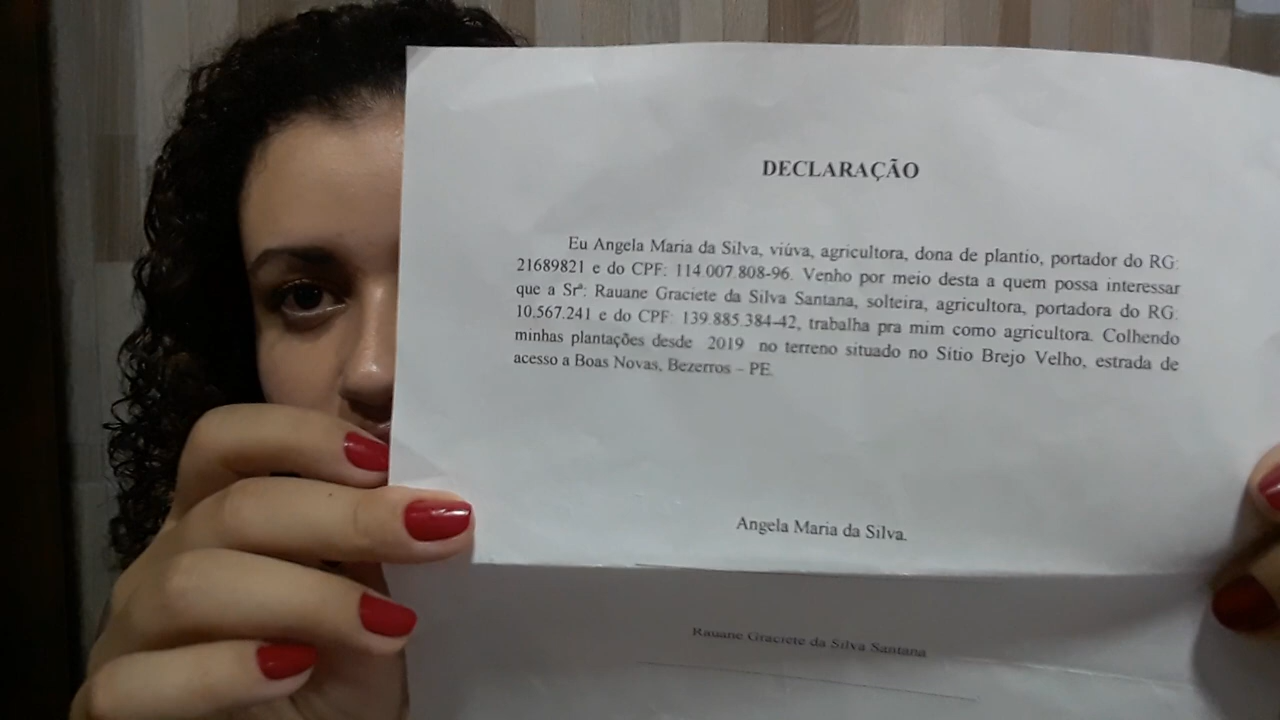 DECLARAÇÃO
Eu Angela Maria da Silva, viúva, agricultora, dona de plantio, portador do RG:
21689821 e do CPF: 114.007.808-96. Venho por meio desta a quem possa interessar
que a Srª: Rauane Graciete da Silva Santana, solteira, agricultora, portadora do RG:
10.567.241 e do CPF: 139.885.384-42, trabalha pra mim como agricultora. Colhendo
minhas plantações desde 2019 no terreno situado no Sítio Brejo Velho, estrada de
acesso a Boas Novas, Bezerros – PE.
Angela Maria da Silva.
Rauane Graciete da Silva Santana